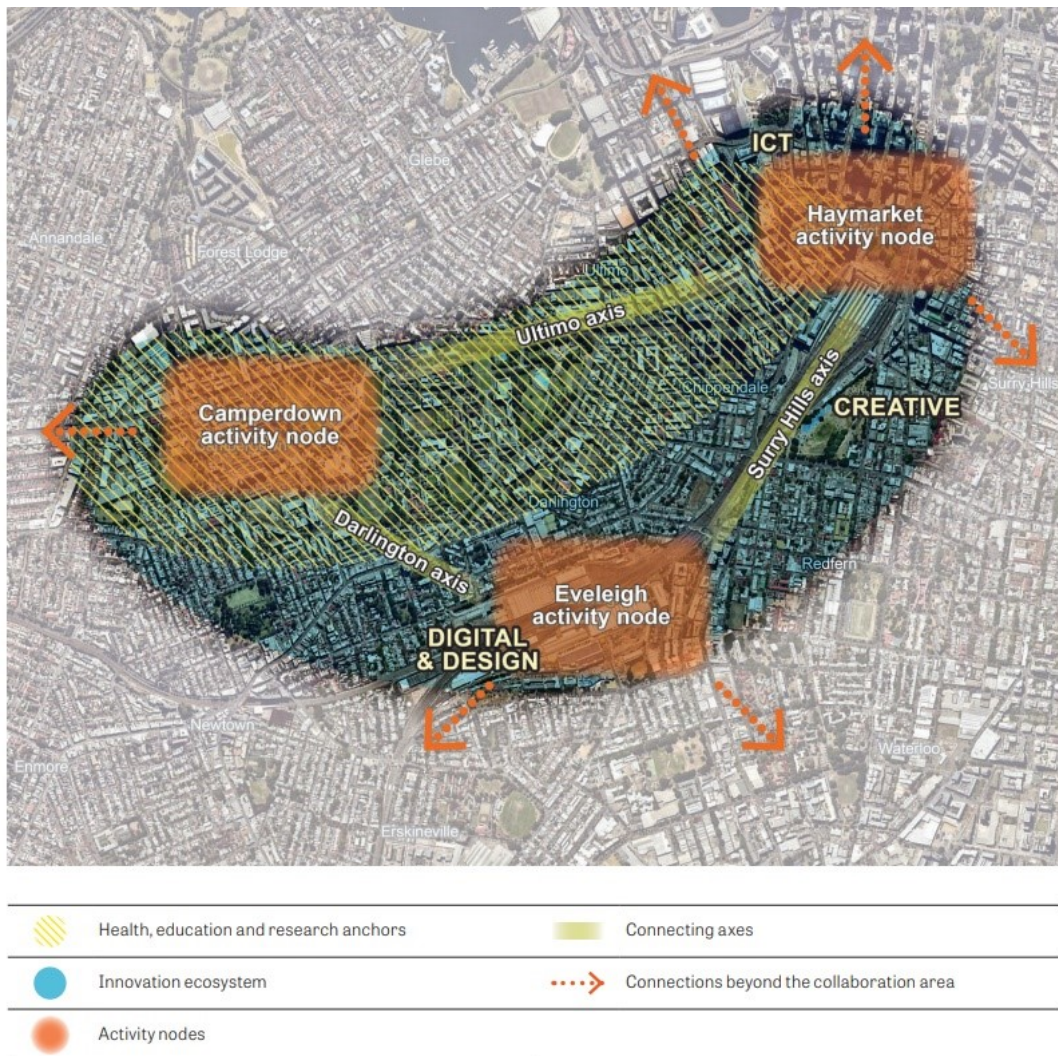 ICT
Glebe
Haymarket
activity node
Annandale
Forest Lodge
Ultimo
Ultimo axis
Surry Hills
Chippendale
Surry Hills axis
CREATIVE
Camperdown
activity node
Darlington
Darlington axis
Redfern
Eveleigh
activity node
DIGITAL
& DESIGN
Newtown
Waterloo
Enmore
Erskineville
Health, education and research anchors
Connecting axes
Innovation ecosystem
Connections beyond the collaboration area
Activity nodes